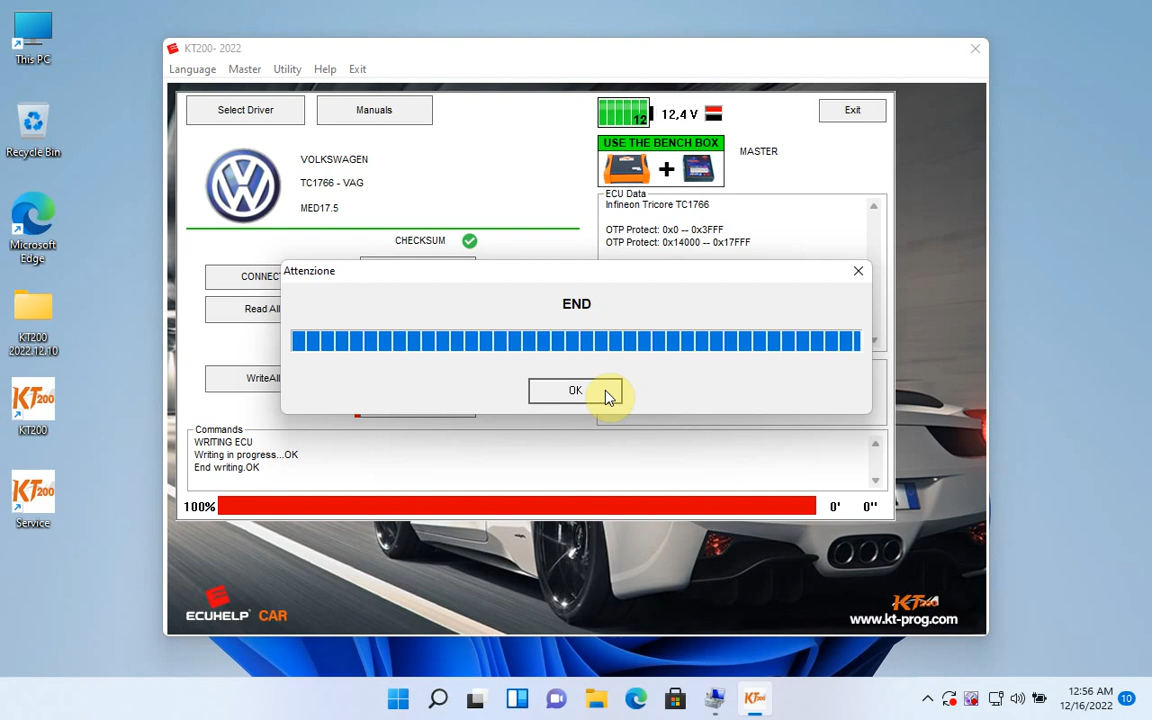 This PC
Recycle Bin
Microsoft
Edge
KT200
2022.12.10
KT200
KT200
KT200
Service
KT200- 2022
Language Master Utility Help Exit
Select Driver Manuals 12 12,4 V Exit
USE THE BENCH BOX
+
MASTER
VOLKSWAGEN
TC1766 - VAG
MED17.5
CHECKSUM
ECU Data
Infineon Tricore TC1766
OTP Protect: 0x0 -- 0x3FFF
OTP Protect: 0x14000 -- 0x17FFF
CONNEC
Read All
WriteAll
Attenzione
END
OK
Commands
WRITING ECU
Writing in progress...OK
End writing.OK
100% 0' 0"
ECUHELP CAR
www.kt-prog.com
KT200
12:56 AM
12/16/2022
10